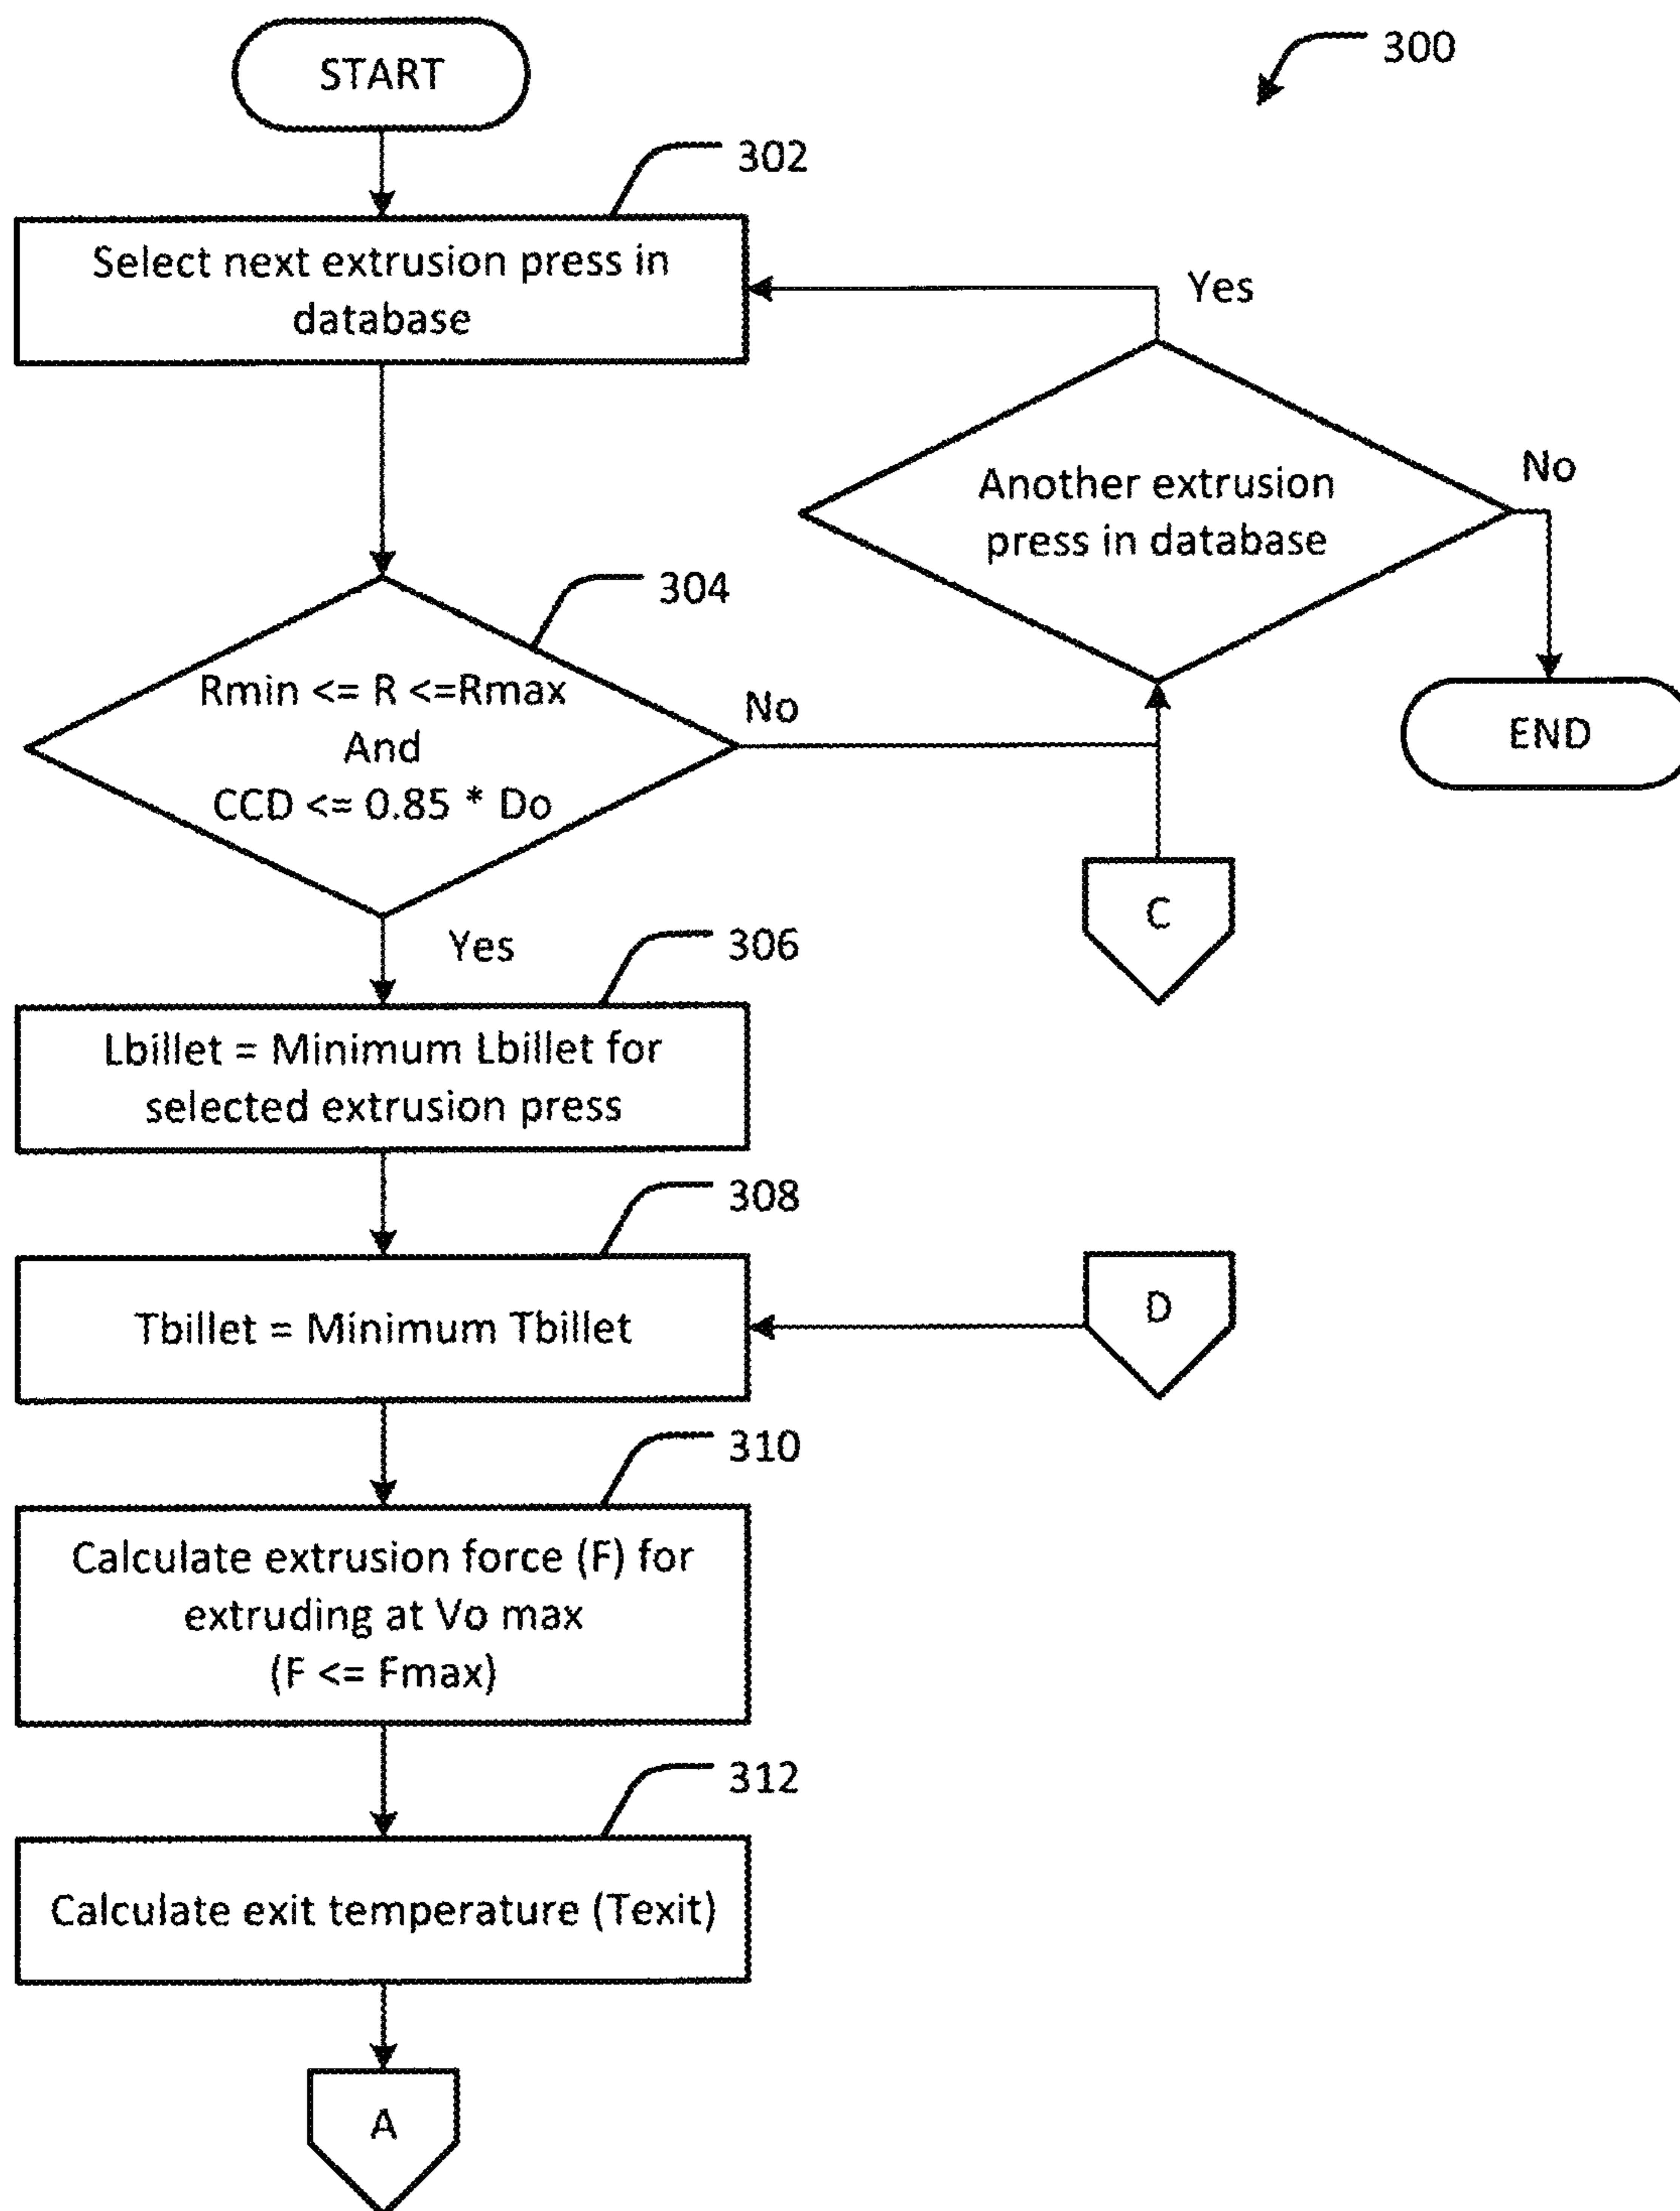 START
300
302
Select next extrusion press in
database
Yes
Another extrusion
press in database
No
304
Rmin <= R <=Rmax
And
CCD <= 0.85 * Do
No
END
Yes
C
306
Lbillet = Minimum Lbillet for
selected extrusion press
308
Tbillet = Minimum Tbillet
D
310
Calculate extrusion force (F) for
extruding at Vo max
(F <= Fmax)
312
Calculate exit temperature (Texit)
A